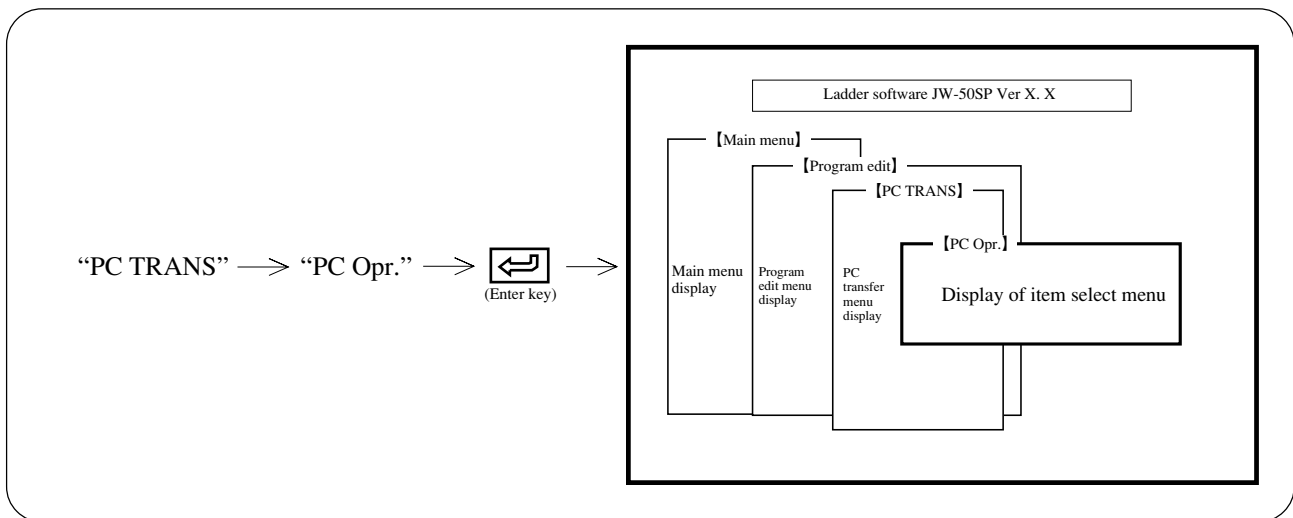 Ladder software JW-50SP Ver X. X
【Main menu】
【Program edit】
【PC TRANS】
【PC Opr.】
“PC TRANS”
“PC Opr.”
(Enter key)
Main menu
display
Program
edit menu
display
PC
transfer
menu
display
Display of item select menu